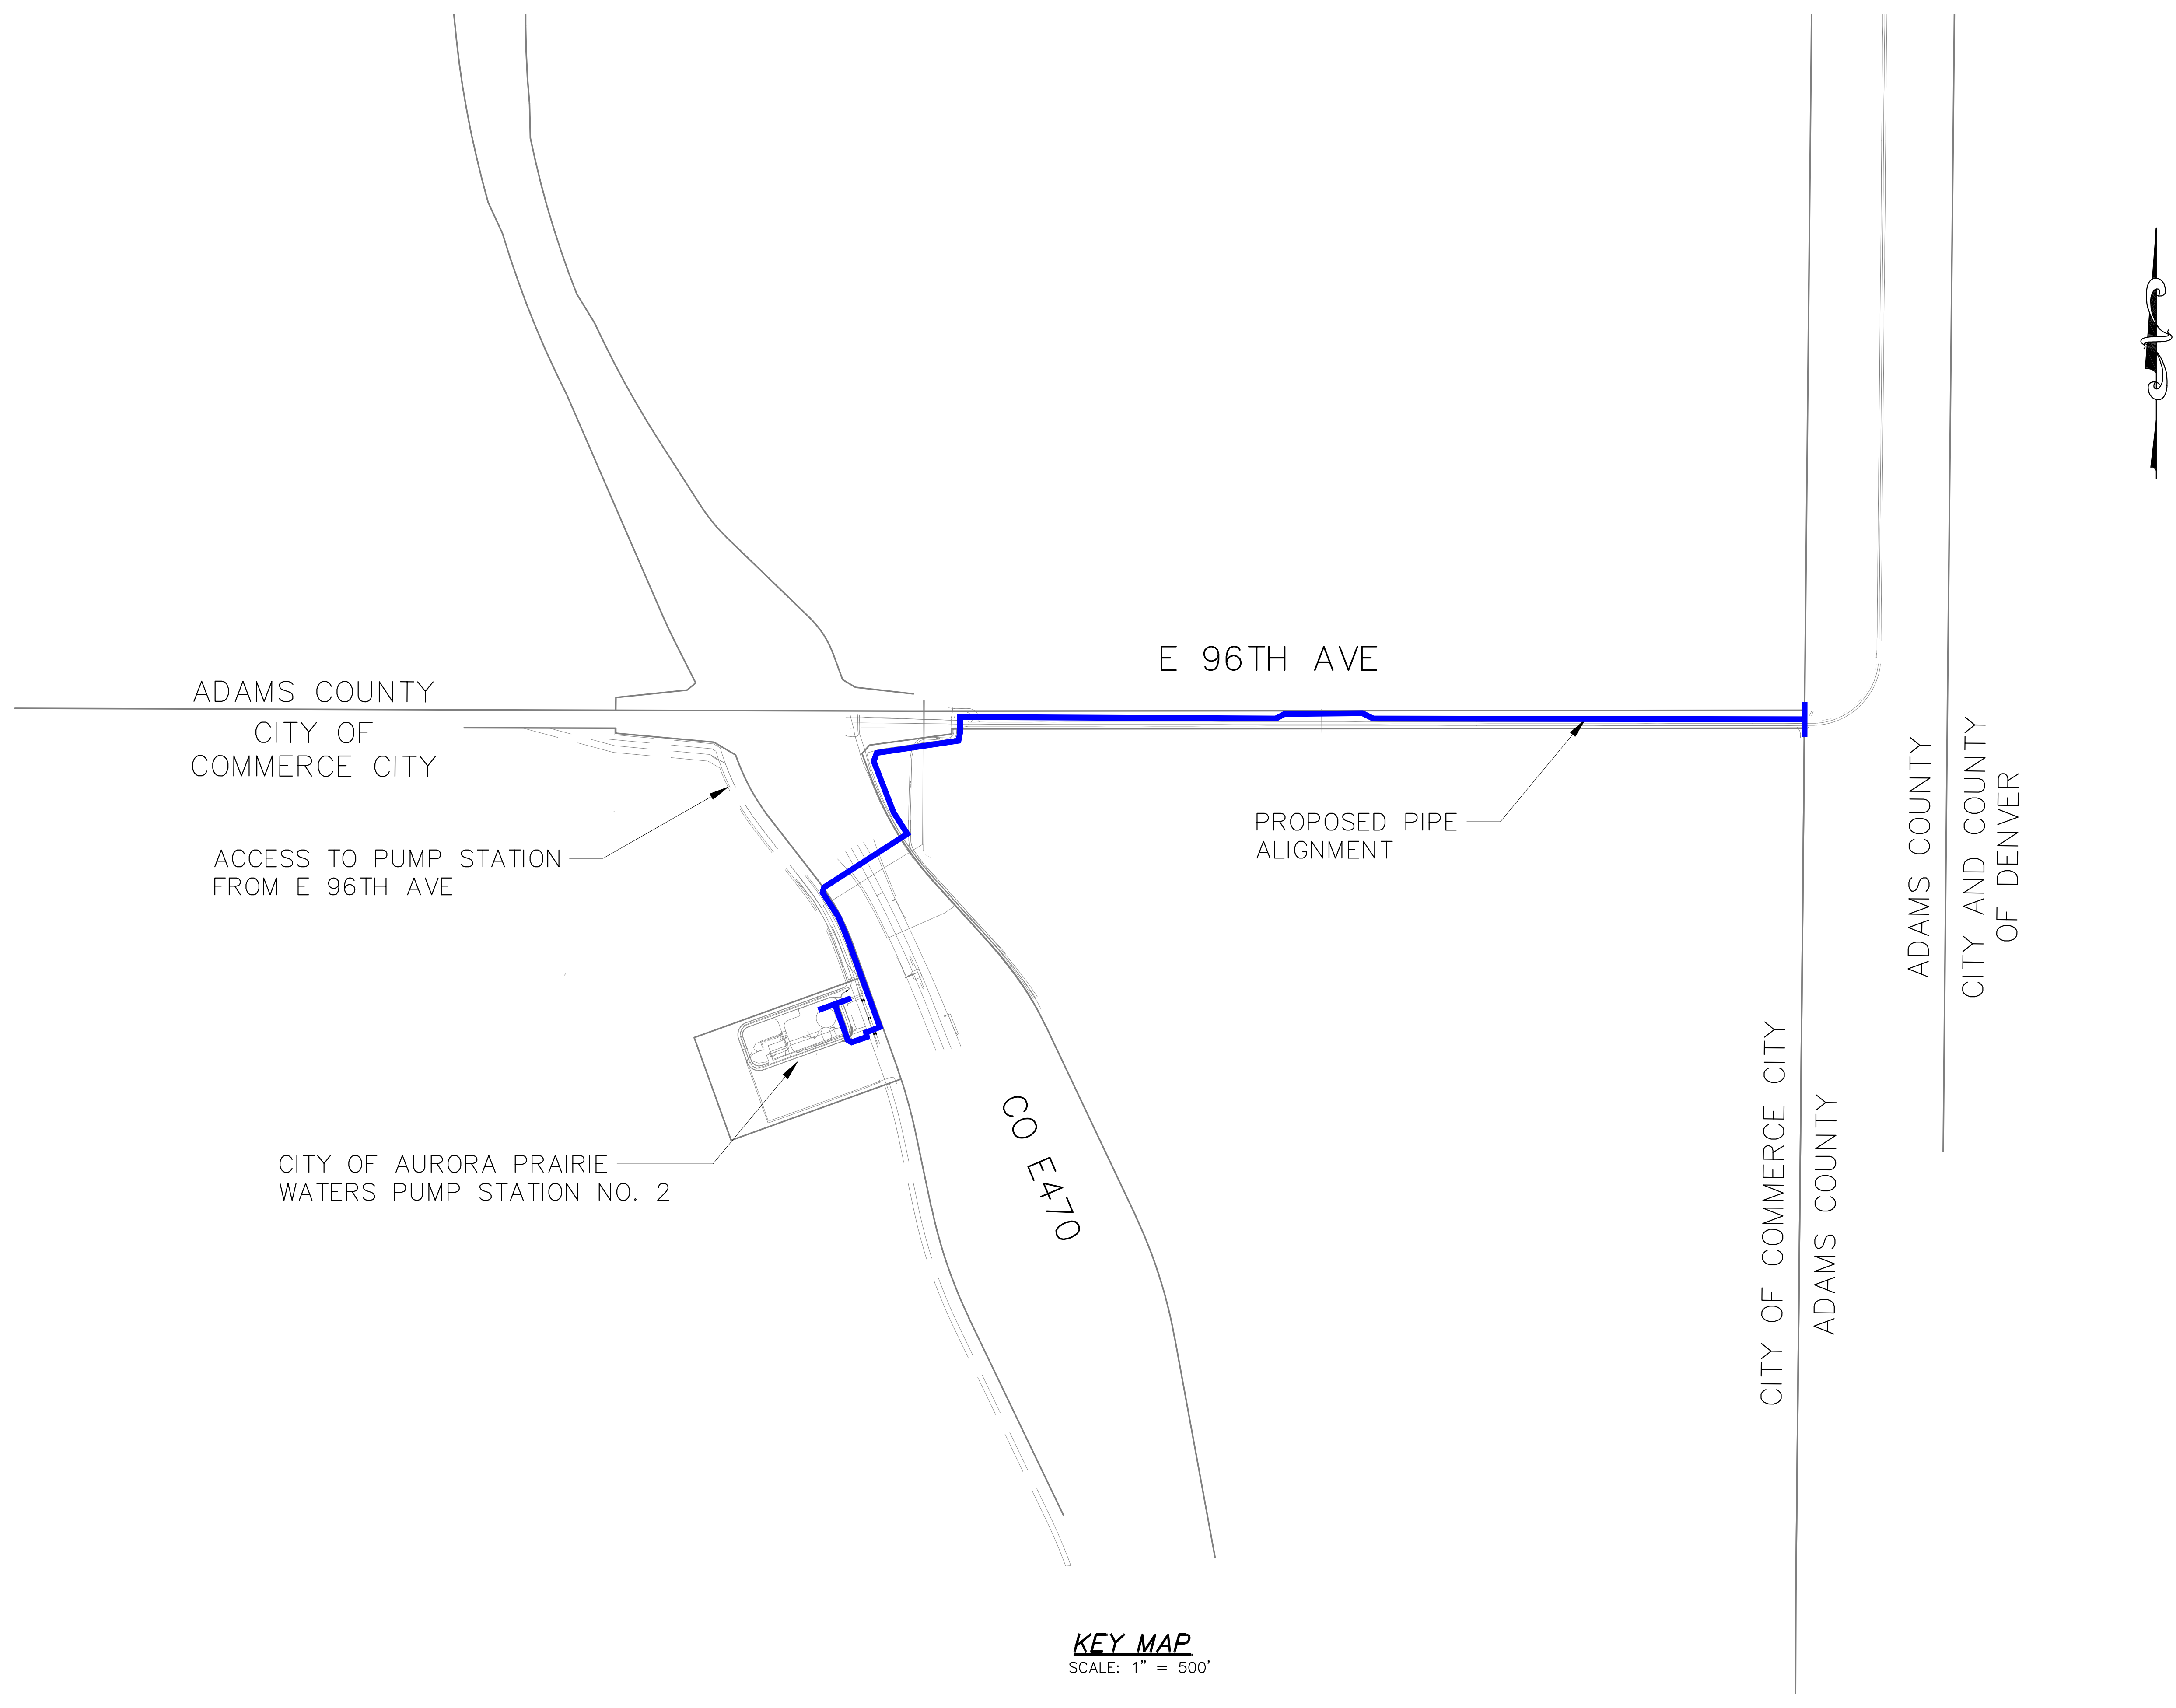 E 96TH AVE
ADAMS COUNTY
CITY OF
COMMERCE CITY
ACCESS TO PUMP STATION
FROM E 96TH AVE
PROPOSED PIPE
ALIGNMENT
ADAMS COUNTY
CITY AND COUNTY
OF DENVER
CITY OF COMMERCE CITY
ADAMS COUNTY
CO E470
CITY OF AURORA PRAIRIE
WATERS PUMP STATION NO. 2
KEY MAP
SCALE: 1" = 500'